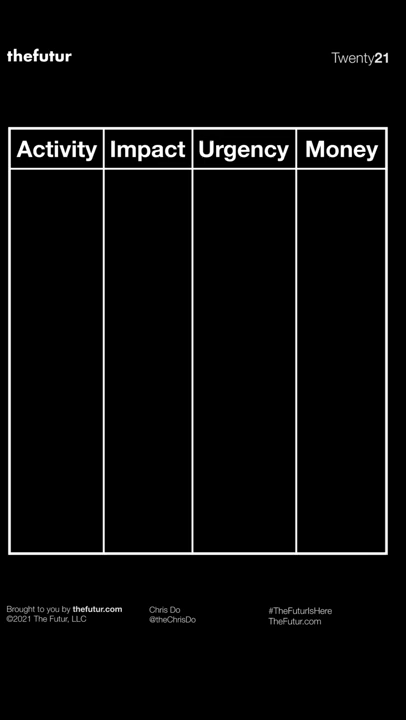 thefutur
Twenty21
Activity Impact Urgency Money
Brought to you by thefutur.com
©2021 The Futur, LLC
Chris Do
@theChrisDo
#TheFuturIsHere
TheFutur.com